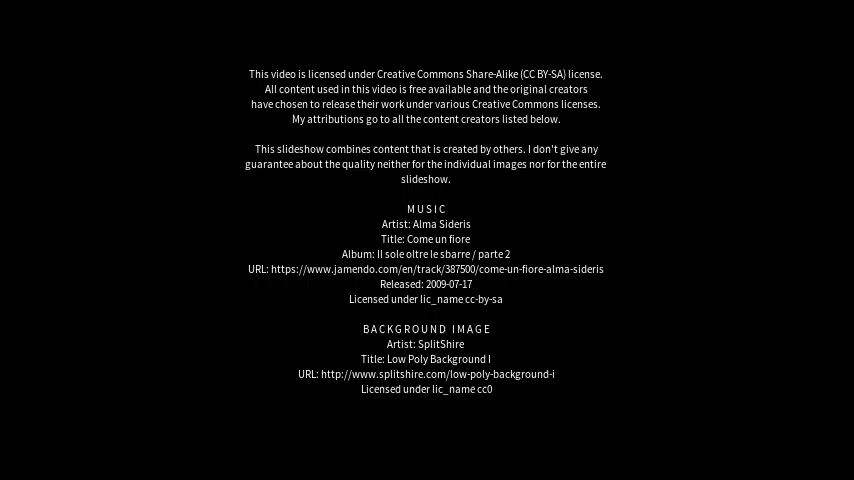 This video is licensed under Creative Commons Share-Alike (CC BY-SA) license.
All content used in this video is free available and the original creators
have chosen to release their work under various Creative Commons licenses.
My attributions go to all the content creators listed below.
This slideshow combines content that is created by others. I don't give any
guarantee about the quality neither for the individual images nor for the entire
slideshow.
MUSIC
Artist: Alma Sideris
Title: Come un fiore
Album: Il sole oltre le sbarre / parte 2
URL: https://www.jamendo.com/en/track/387500/come-un-fiore-alma-sideris
Released: 2009-07-17
Licensed under lic_name cc-by-sa
BACKGROUND IMAGE
Artist: SplitShire
Title: Low Poly Background I
URL: http://www.splitshire.com/low-poly-background-i
Licensed under lic_name cc0